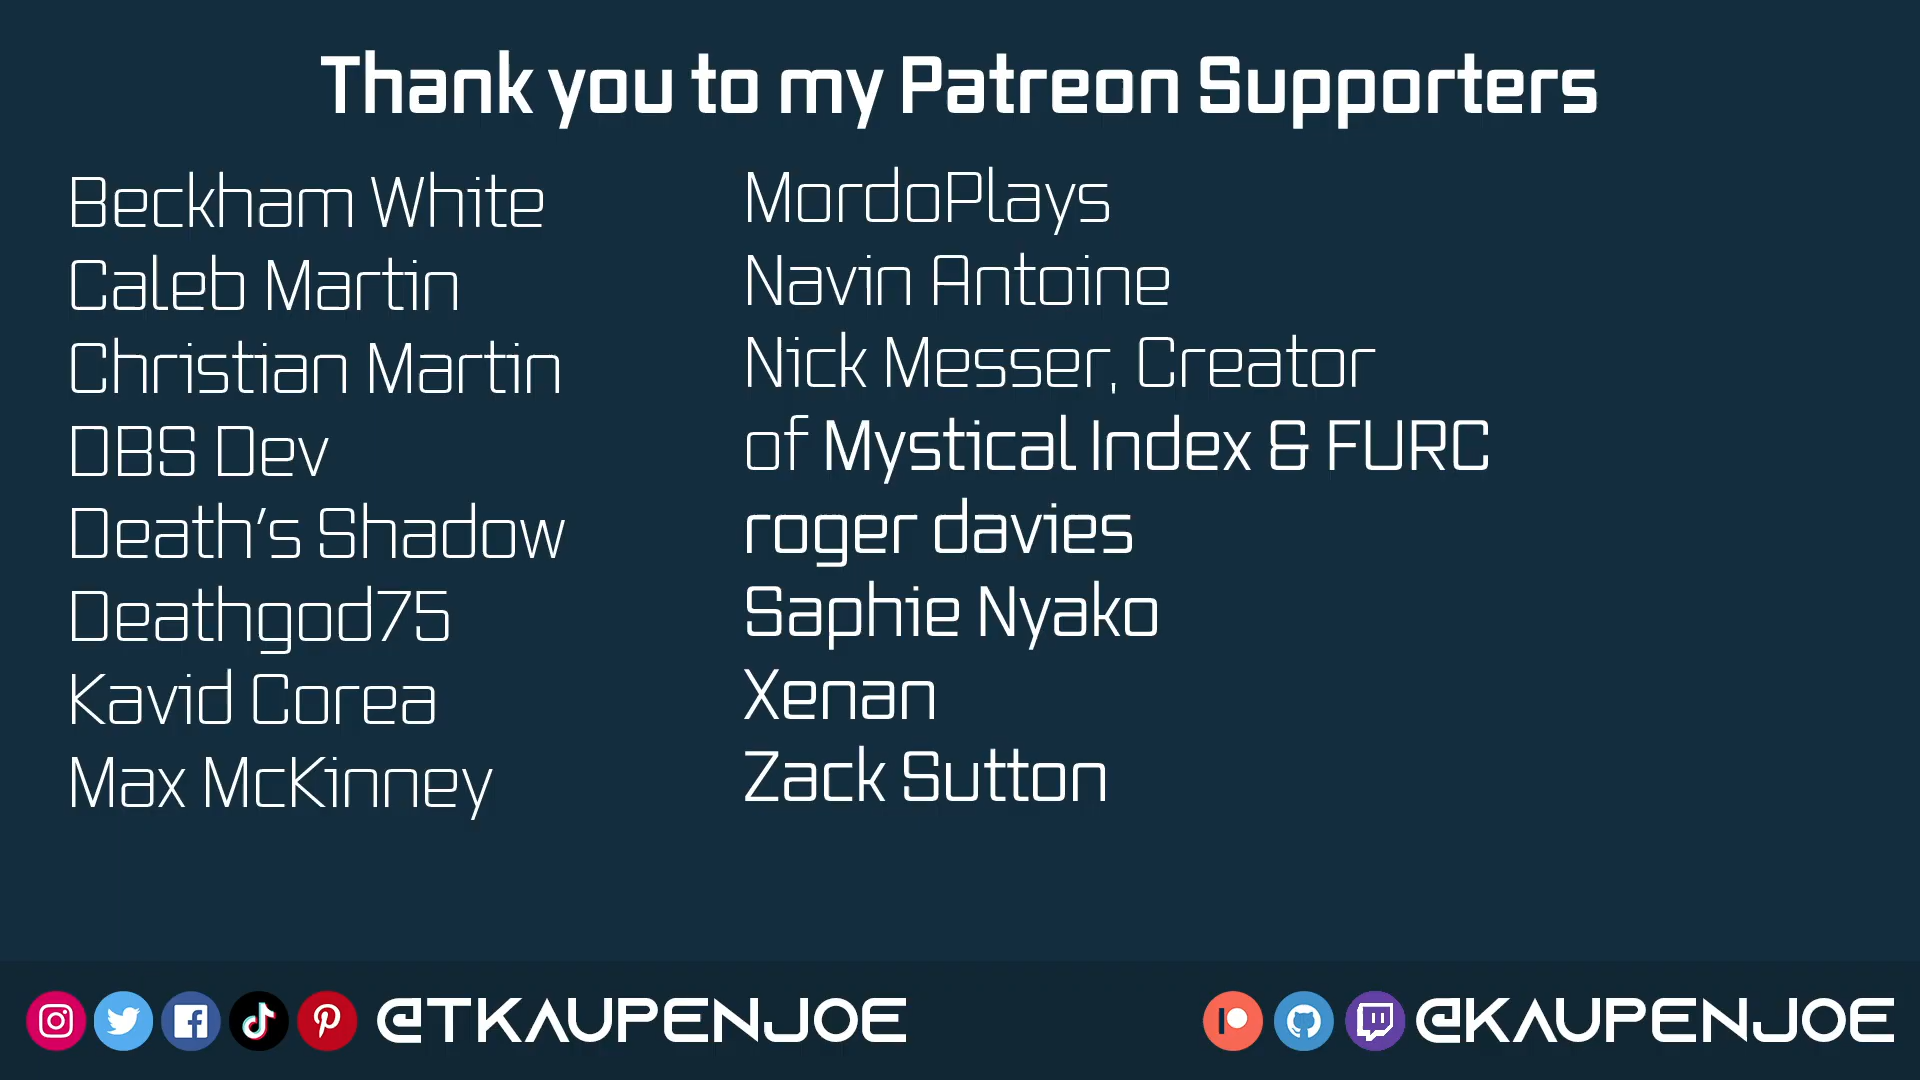 Thank you to my Patreon Supporters
Beckham White
Caleb Martin
Christian Martin
DBS Dev
Death's Shadow
Deathgod75
Kavid Corea
Max McKinney
MordoPlays
Navin Antoine
Nick Messer, Creator
of Mystical Index & FURC
roger davies
Saphie Nyako
Xenan
Zack Sutton
@TKAUPENJOE
@KAUPENJOE